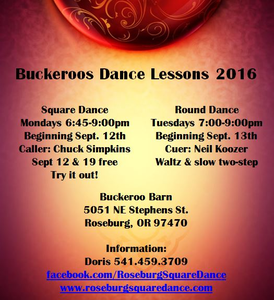 Buckeroos Dance Lessons 2016
Square Dance
Mondays 6:45-9:00pm
Beginning Sept. 12th
Caller: Chuck Simpkins
Sept 12 & 19 free
Try it out!
Round Dance
Tuesdays 7:00-9:00pm
Beginning Sept. 13th
Cuer: Neil Koozer
Waltz & slow two-step
Buckeroo Barn
5051 NE Stephens St.
Roseburg, OR 97470
Information:
Doris 541.459.3709
facebook.com/RoseburgSquareDance
www.roseburgsquaredance.com